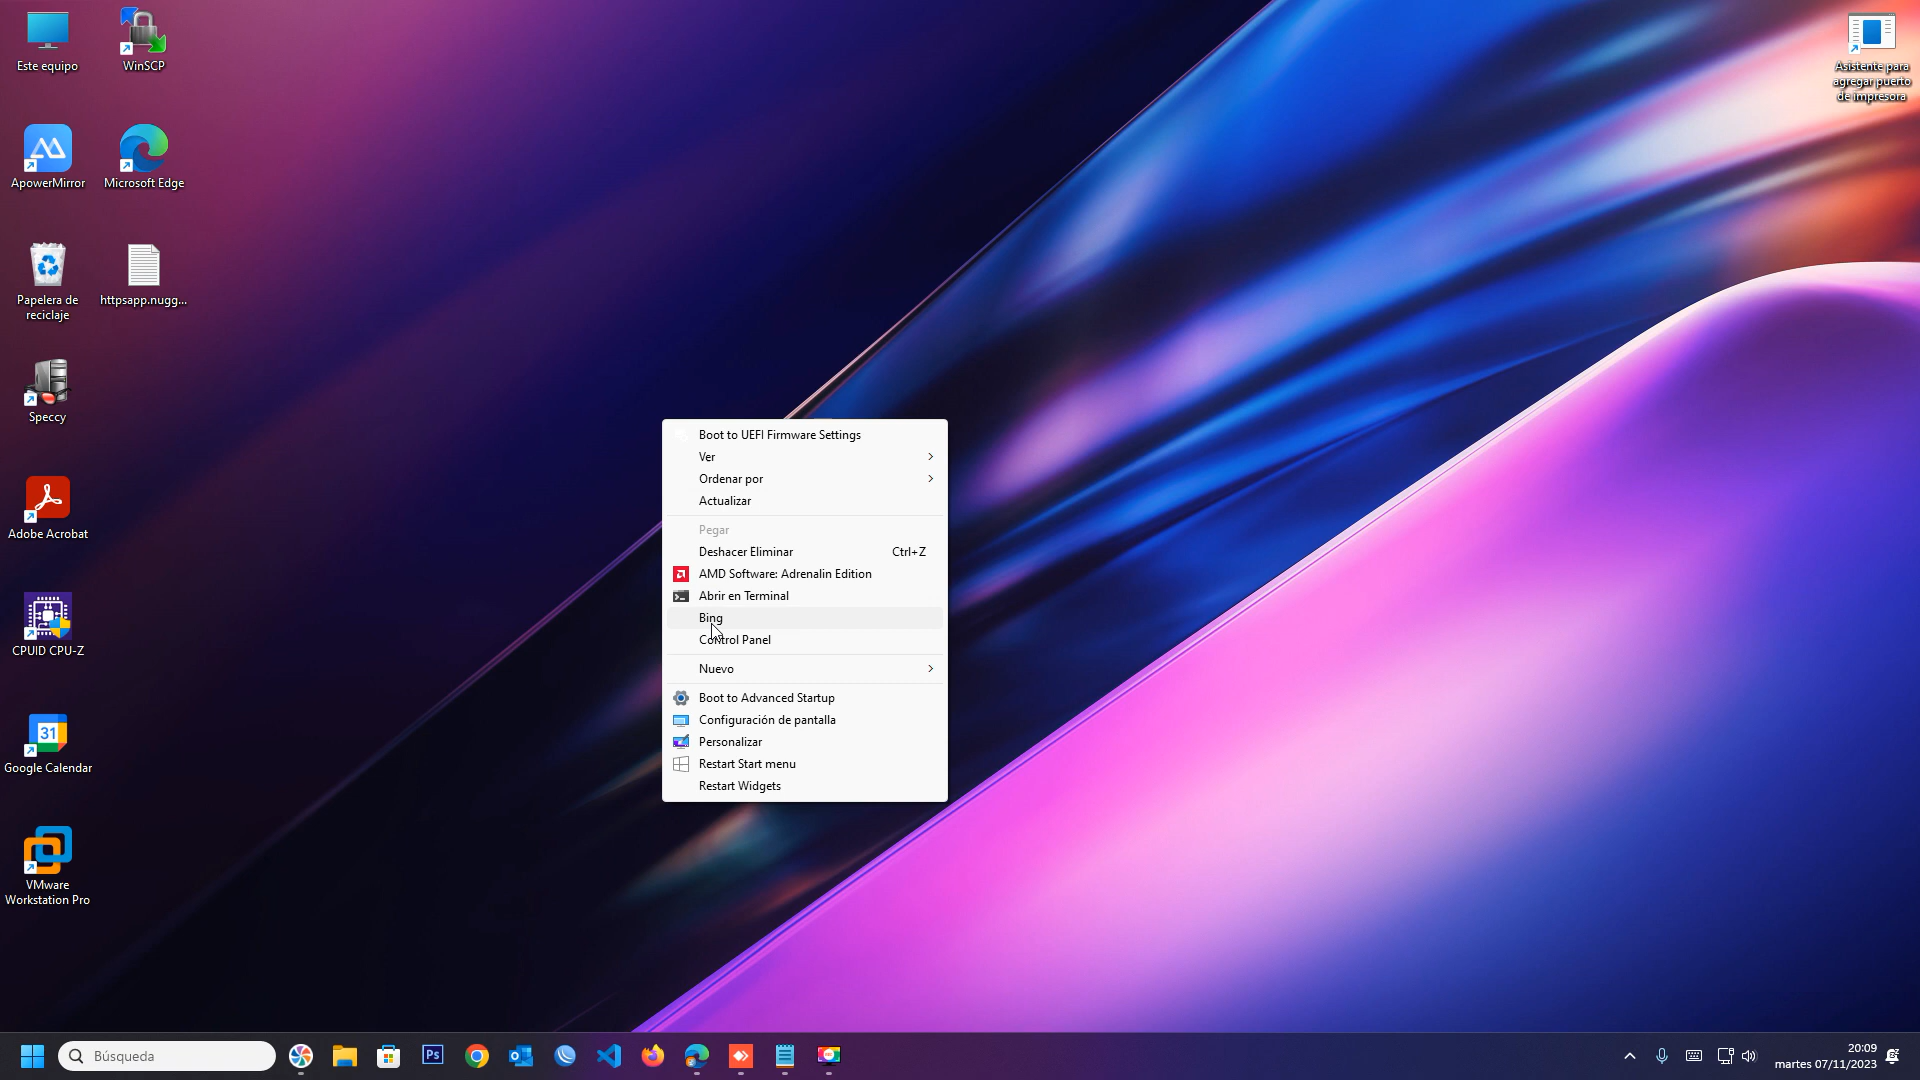 Este equipo
WinSCP
Asistente para
agregar puerto
de impresora
ApowerMirror
Microsoft Edge
Papelera de
reciclaje
httpsapp.nugg...
Speccy
Adobe Acrobat
CPUID CPU-Z
31
Google Calendar
VMware
Workstation Pro
Boot to UEFI Firmware Settings
Ver
Ordenar por
Actualizar
Pegar
Deshacer Eliminar Ctrl+Z
AMD Software: Adrenalin Edition
Abrir en Terminal
Bing
Control Panel
Nuevo
Boot to Advanced Startup
Configuración de pantalla
Personalizar
Restart Start menu
Restart Widgets
Búsqueda
Ps
20:09
martes 07/11/2023